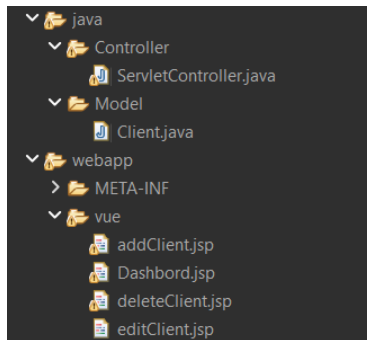 java
Controller
ServletController.java
Model
Client.java
webapp
META-INF
vue
addClient.jsp
Dashbord.jsp
deleteClient.jsp
editClient.jsp